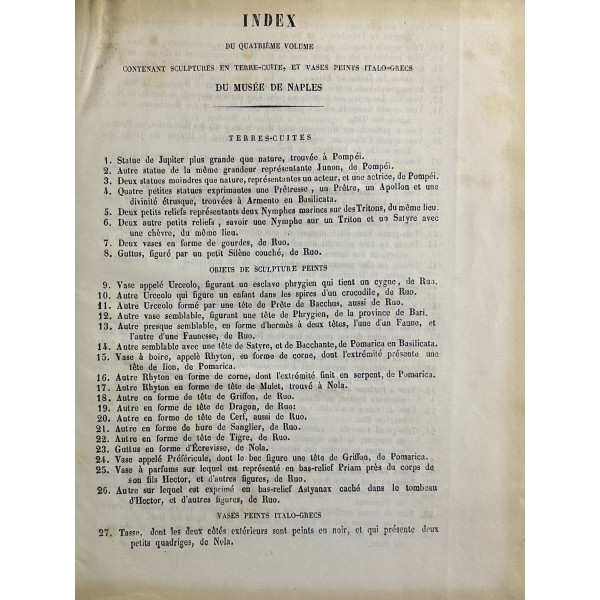 INDEX
DU QUATRIÈME VOLUME
CONTENANT SCULPTURES EN TERRE-CUITE, ET VASES PEINTS ITALO-GRECS
DU MUSÉE DE NAPLES
TERRES-CUITES
1. Statue de Jupiter plus grande que nature, trouvée à Pompéi.
2. Autre statue de la même grandeur représentante Junon, de Pompéi.
3. Deux statues moindres que nature, représentantes un acteur, et une actrice, de Pompéi.
4. Quatre petites statues exprimantes une Prêtresse, un Prêtre, un Apollon et une
divinité étrusque, trouvées à Armento en Basilicata.
5. Deux petits reliefs représentants deux Nymphes marines sur des Tritons, du même lieu.
6. Deux autre petits reliefs, savoir une Nymphe sur un Triton et un Satyre avec
une chèvre, du même lieu.
7. Deux vases en forme de gourdes, de Ruo.
8. Guttus, figuré par un petit Silène couché, de Ruo.
OBJETS DE SCULPTURE PEINTS
9. Vase appelé Urceolo, figurant un esclave phrygien qui tient un cygne, de Ruo.
10. Autre Urceolo qui figure un enfant dans les spires d'un crocodile, de Ruo.
11. Autre Urceolo formé par une tête de Prête de Bacchus, aussi de Ruo.
12. Autre vase semblable, figurant une tête de Phrygien, de la province de Bari.
13. Autre presque semblable, en forme d'hermès à deux têtes, l'une d'un Faune, et
l'autre d'une Faunesse, de Ruo.
14. Autre semblable avec une tête de Satyre, et de Bacchante, de Pomarica en Basilicata.
15. Vase à boire, appelè Rhyton, en forme de corne, dont l'extrémité présente une
tête de lion, de Pomarica.
16. Autre Rhyton en forme de corne, dont l'extrémité finit en serpent, de Pomarica.
17. Autre Rhyton en forme de tête de Mulet, trouvé à Nola.
18. Autre en forme de tête de Griffon, de Ruo.
19. Autre en forme de tête de Dragon, de Ruo:
20. Autre en forme de tête de Cerf, aussi de Ruo.
21. Autre en forme de hure de Sanglier, de Ruo.
22. Autre en forme de tête de Tigre, de Ruo.
23. Guttus en forme d'Écrevisse, de Nola.
24. Vase appelé Préféricule, dont le bec figure une tête de Griffon, de Pomarica.
25. Vase à parfums sur lequel est représenté en bas-relief Priam près du corps de
son fils Hector, et d'autres figures, de Ruo.
26. Autre sur lequel est exprimé en bas-relief Astyanax caché dans le tombeau
d'Hector, et d'autres figures, de Ruo.
VASES PEINTS ITALO-GRECS
27. Tasse, dont les deux côtés extérieurs sont peints en noir, et qui présente deux
petits quadriges, de Nola.